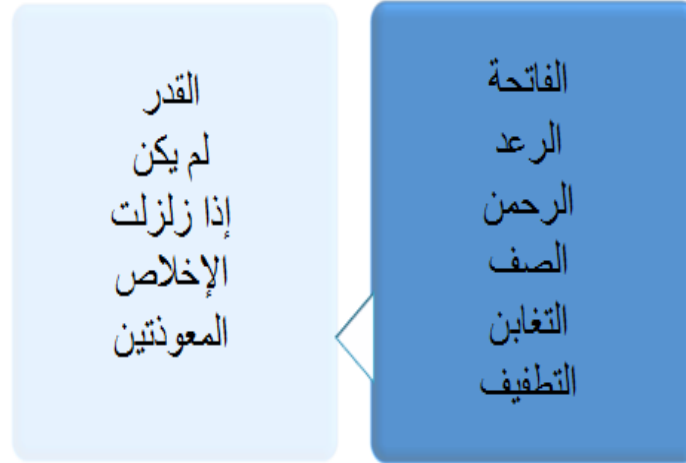 الفاتحة
الرعد
الرحمن
الصف
التغابن
التطفيف
القدر
لم يكن
إذا زلزلت
الإخلاص
المعوذتين